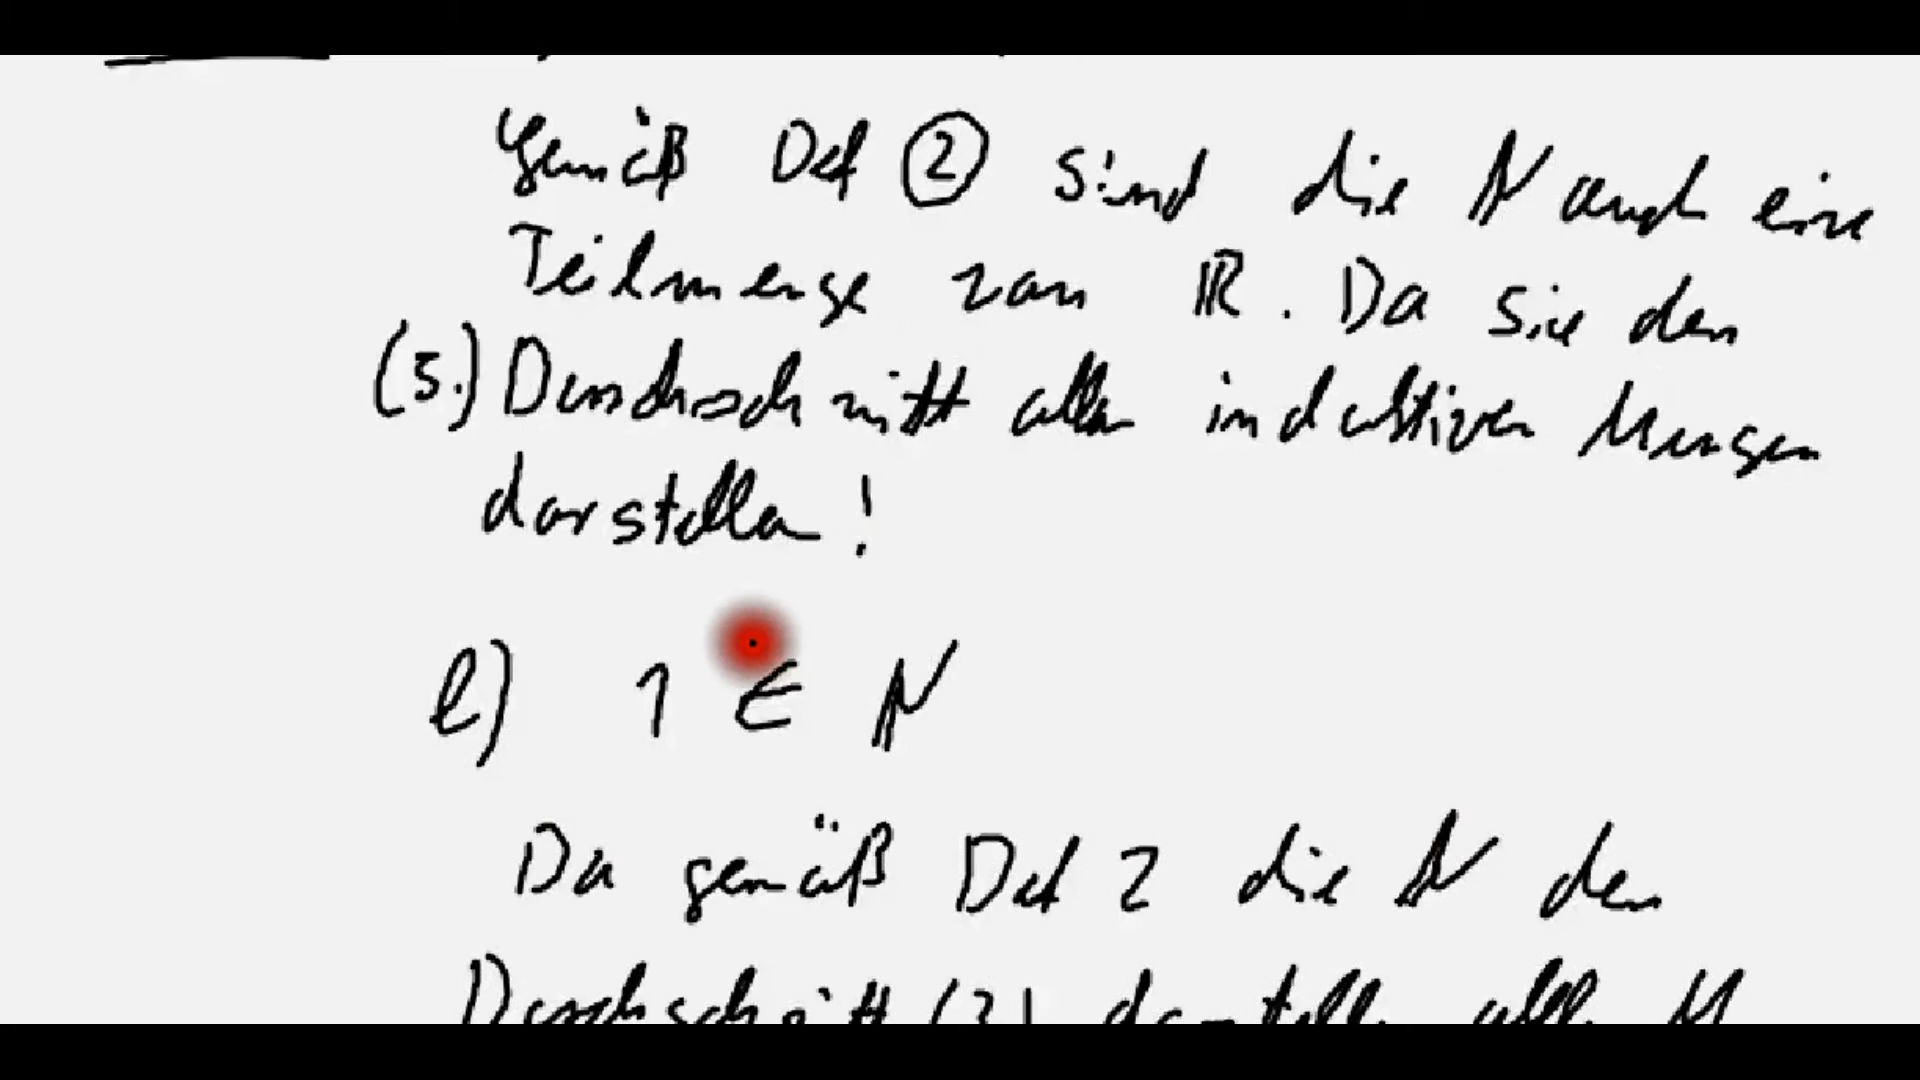 gemäß Def ② sind die ℕ auch eine
Teilmenge von ℝ. Da sie den
(S.) Durchschnitt aller induktiven Mengen
darstellen!
l) 1 ∈ ℕ
Da gemäß Def 2 die ℕ den
Durchschnitt